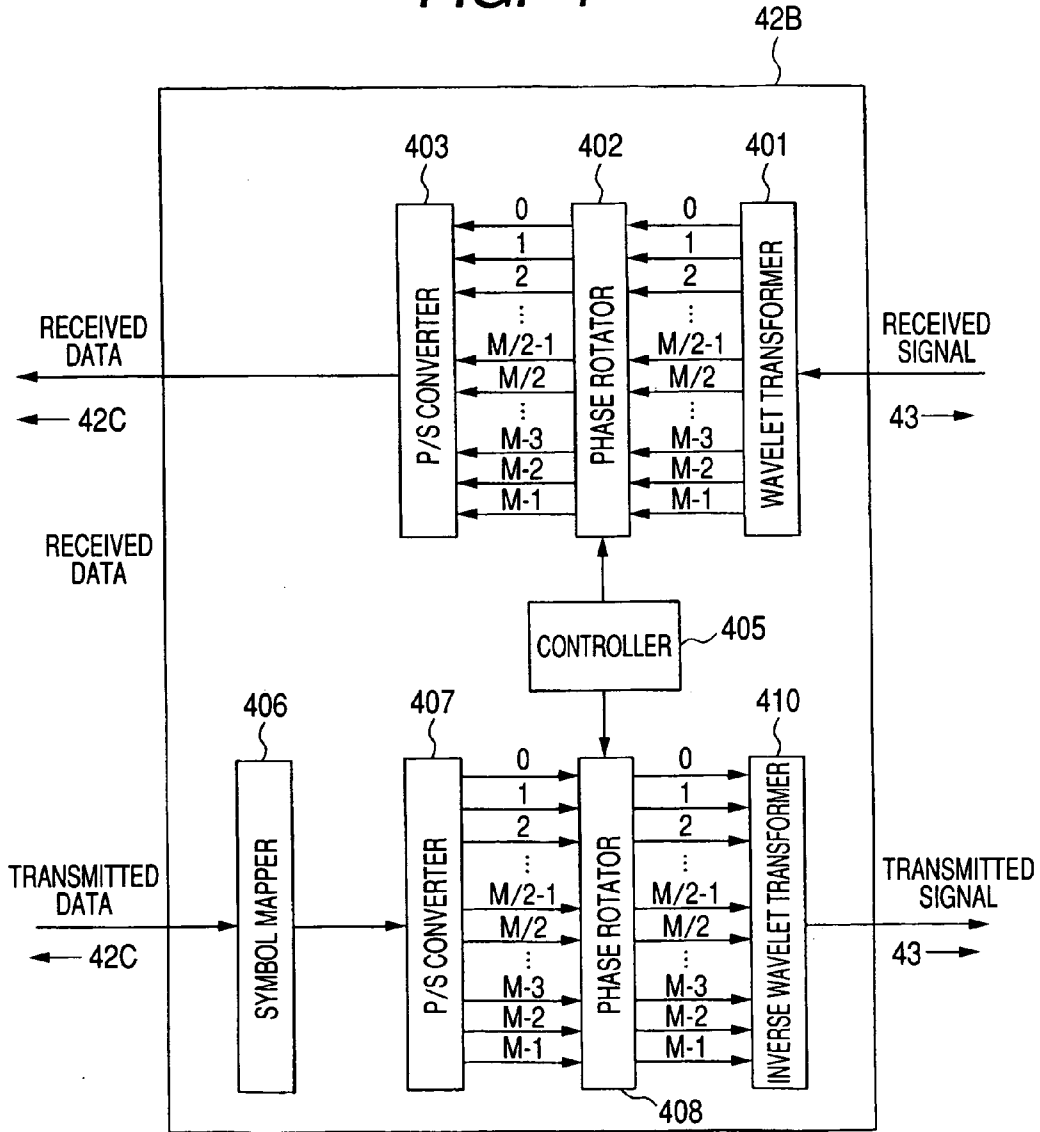 FIG.
42B
403
402
401
0
0
1
1
2
2
...
...
M/2-1
M/2-1
M/2
M/2
...
...
M-3
M-3
M-2
M-2
M-1
M-1
P/S CONVERTER
PHASE ROTATOR
WAVELET TRANSFORMER
RECEIVED
DATA
42C
RECEIVED
SIGNAL
43
RECEIVED
DATA
CONTROLLER
405
406
407
410
0
0
1
1
2
2
...
...
M/2-1
M/2-1
M/2
M/2
...
...
M-3
M-3
M-2
M-2
M-1
M-1
SYMBOL MAPPER
P/S CONVERTER
PHASE ROTATOR
INVERSE WAVELET TRANSFORMER
TRANSMITTED
DATA
42C
TRANSMITTED
SIGNAL
43
408